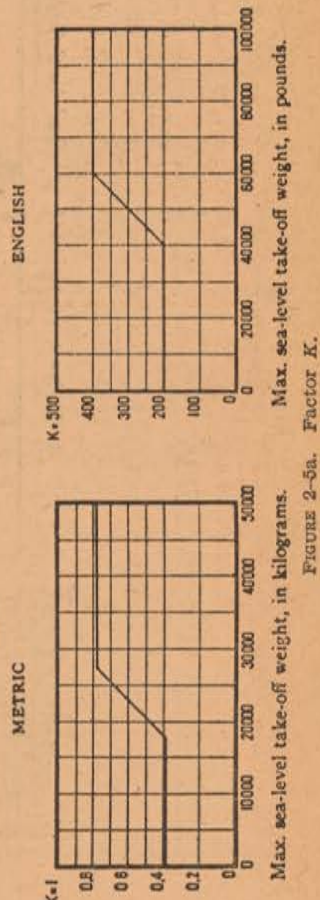 METRIC
K=1
0.8
0.6
0.4
0.2
0
0 10000 20000 30000 40000 50000
Max. sea-level take-off weight, in kilograms.
ENGLISH
K=500
400
300
200
100
0
0 20000 40000 60000 80000 100000
Max. sea-level take-off weight, in pounds.
FIGURE 2-5a. Factor K.